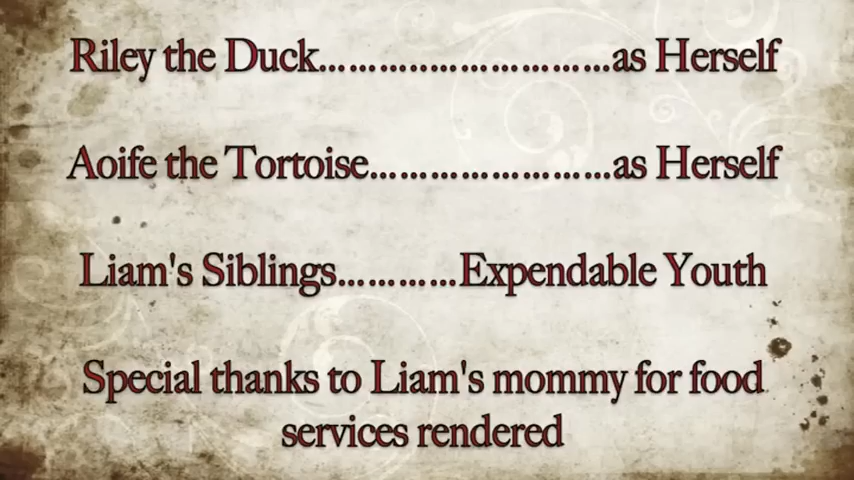 Riley the Duck..............................as Herself
Aoife the Tortoise.........................as Herself
Liam's Siblings............Expendable Youth
Special thanks to Liam's mommy for food
services rendered